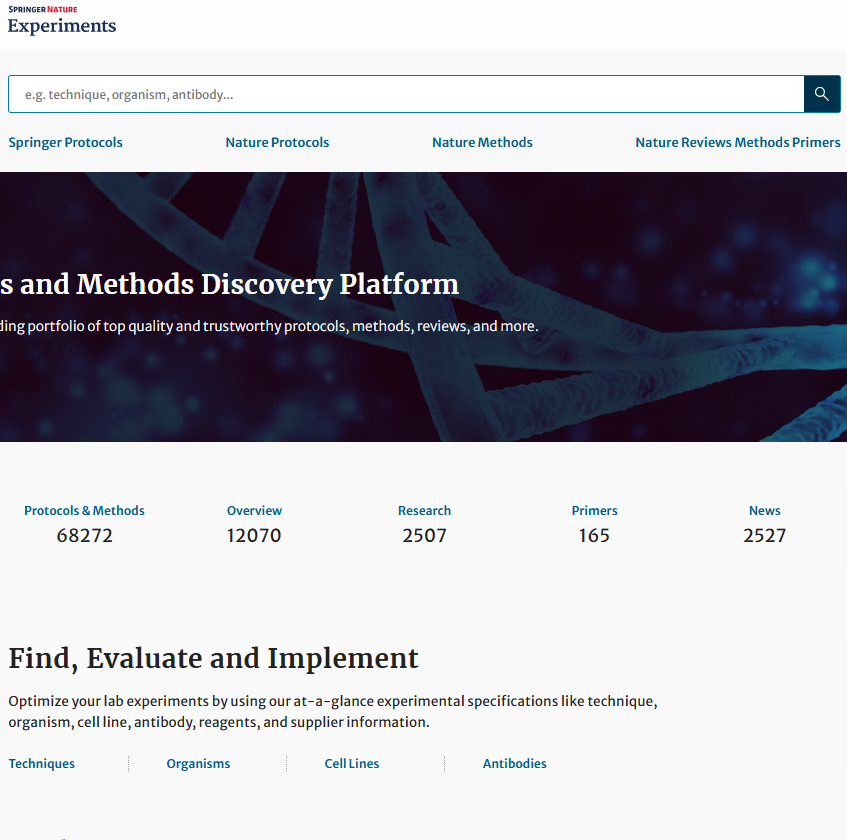 SPRINGER NATURE
Experiments
e.g. technique, organism, antibody...
Springer Protocols Nature Protocols Nature Methods Nature Reviews Methods Primers
s and Methods Discovery Platform
ding portfolio of top quality and trustworthy protocols, methods, reviews, and more.
Protocols & Methods Overview Research Primers News
68272 12070 2507 165 2527
Find, Evaluate and Implement
Optimize your lab experiments by using our at-a-glance experimental specifications like technique,
organism, cell line, antibody, reagents, and supplier information.
Techniques Organisms Cell Lines Antibodies